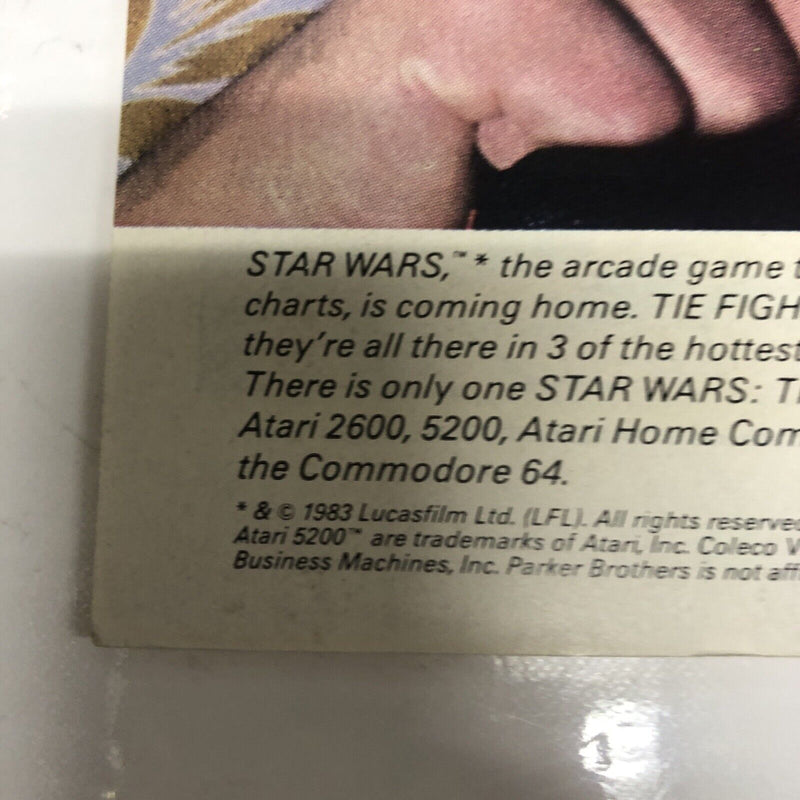 STAR WARS,™* the arcade game t
charts, is coming home. TIE FIGH
they're all there in 3 of the hottest
There is only one STAR WARS: T
Atari 2600, 5200, Atari Home Com
the Commodore 64.
* & © 1983 Lucasfilm Ltd. (LFL). All rights reserved
Atari 5200™ are trademarks of Atari, Inc. Coleco V
Business Machines, Inc. Parker Brothers is not affi